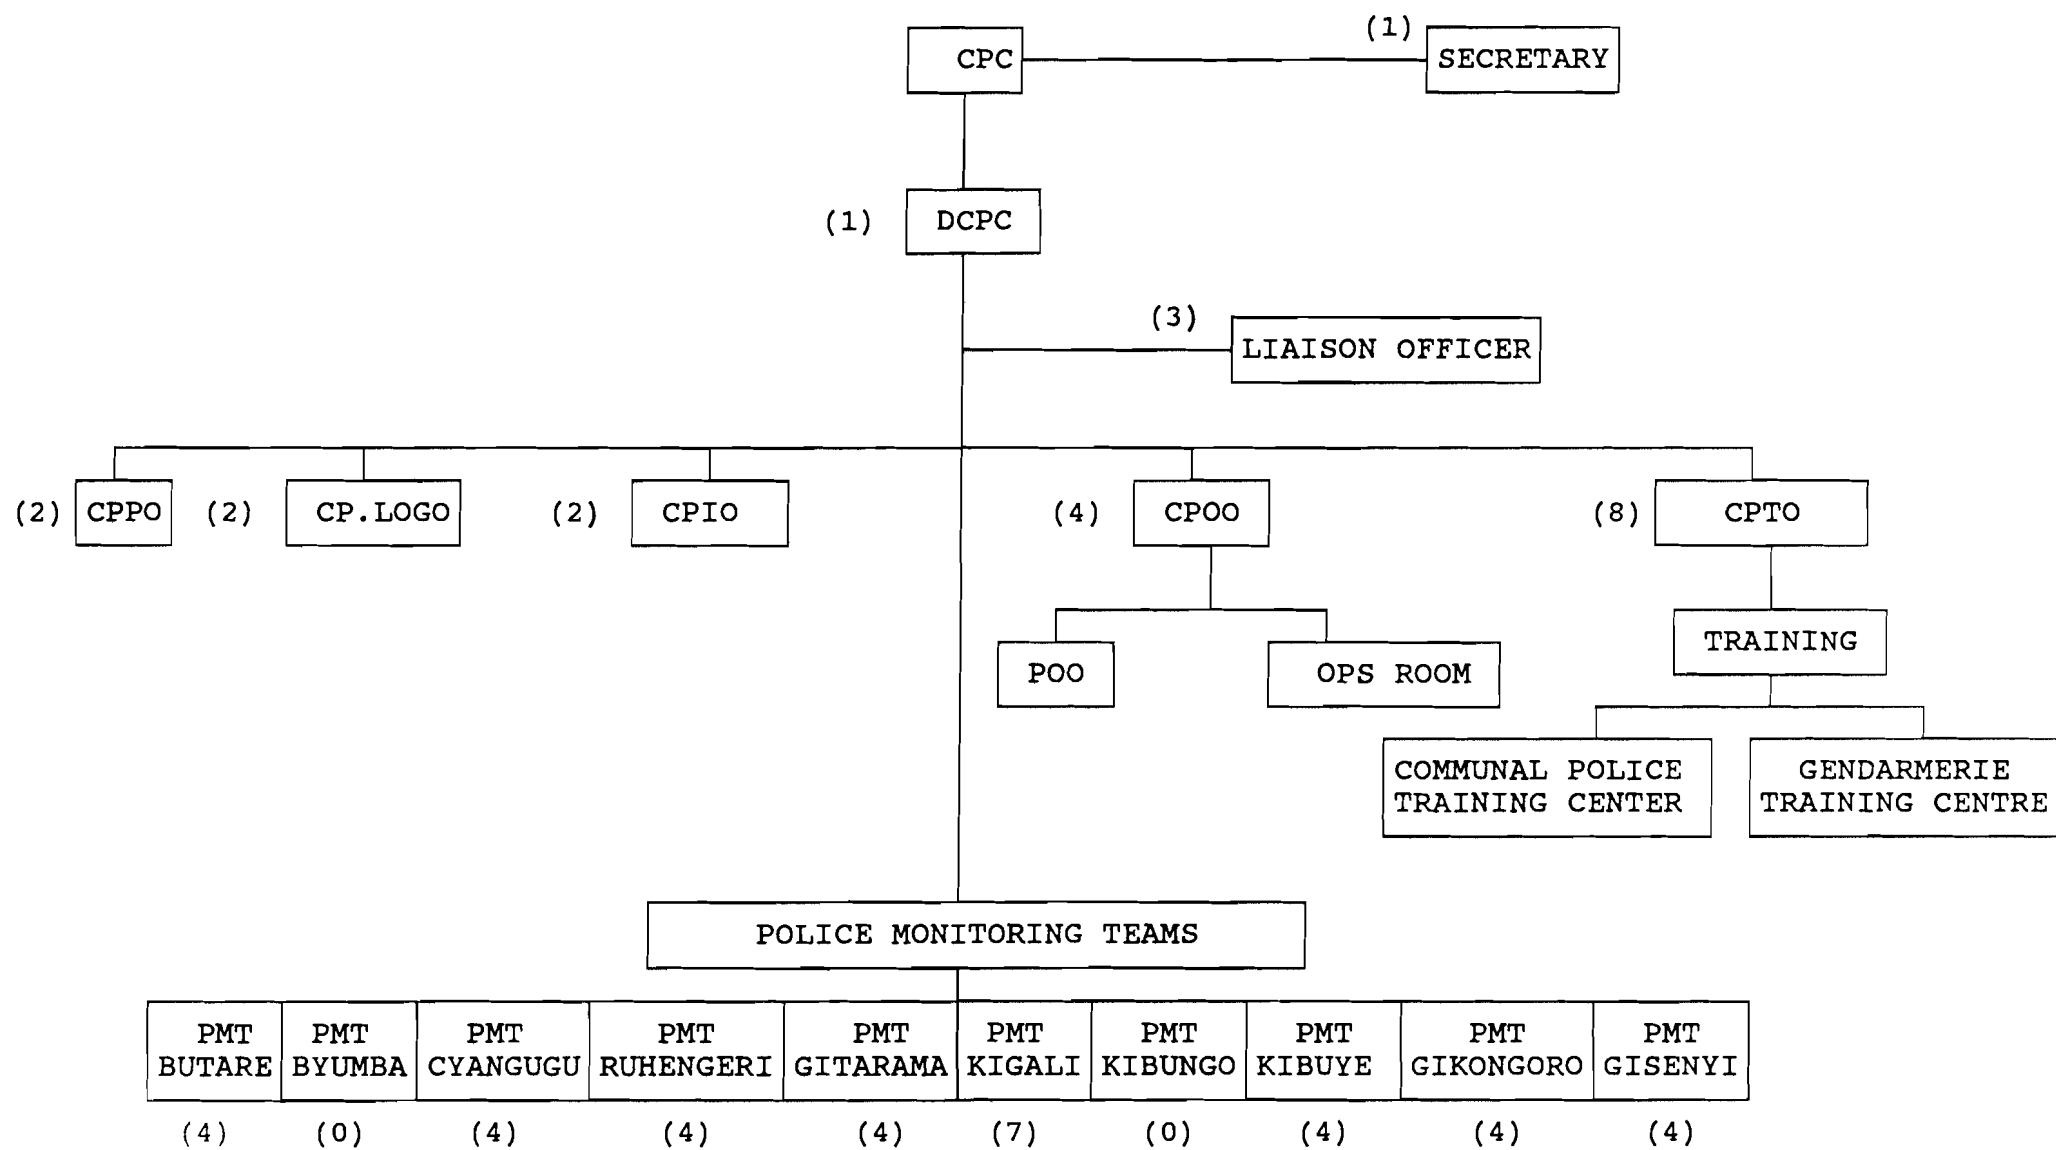 (1)
CPC
SECRETARY
(1)
DCPC
(3)
LIAISON OFFICER
(2)
CPPO
(2)
CP.LOGO
(2)
CPIO
(4)
CPOO
(8)
CPTO
POO
OPS ROOM
TRAINING
COMMUNAL POLICE
TRAINING CENTER
GENDARMERIE
TRAINING CENTRE
POLICE MONITORING TEAMS
PMT
BUTARE
(4)
PMT
BYUMBA
(0)
PMT
CYANGUGU
(4)
PMT
RUHENGERI
(4)
PMT
GITARAMA
(4)
PMT
KIGALI
(7)
PMT
KIBUNGO
(0)
PMT
KIBUYE
(4)
PMT
GIKONGORO
(4)
PMT
GISENYI
(4)